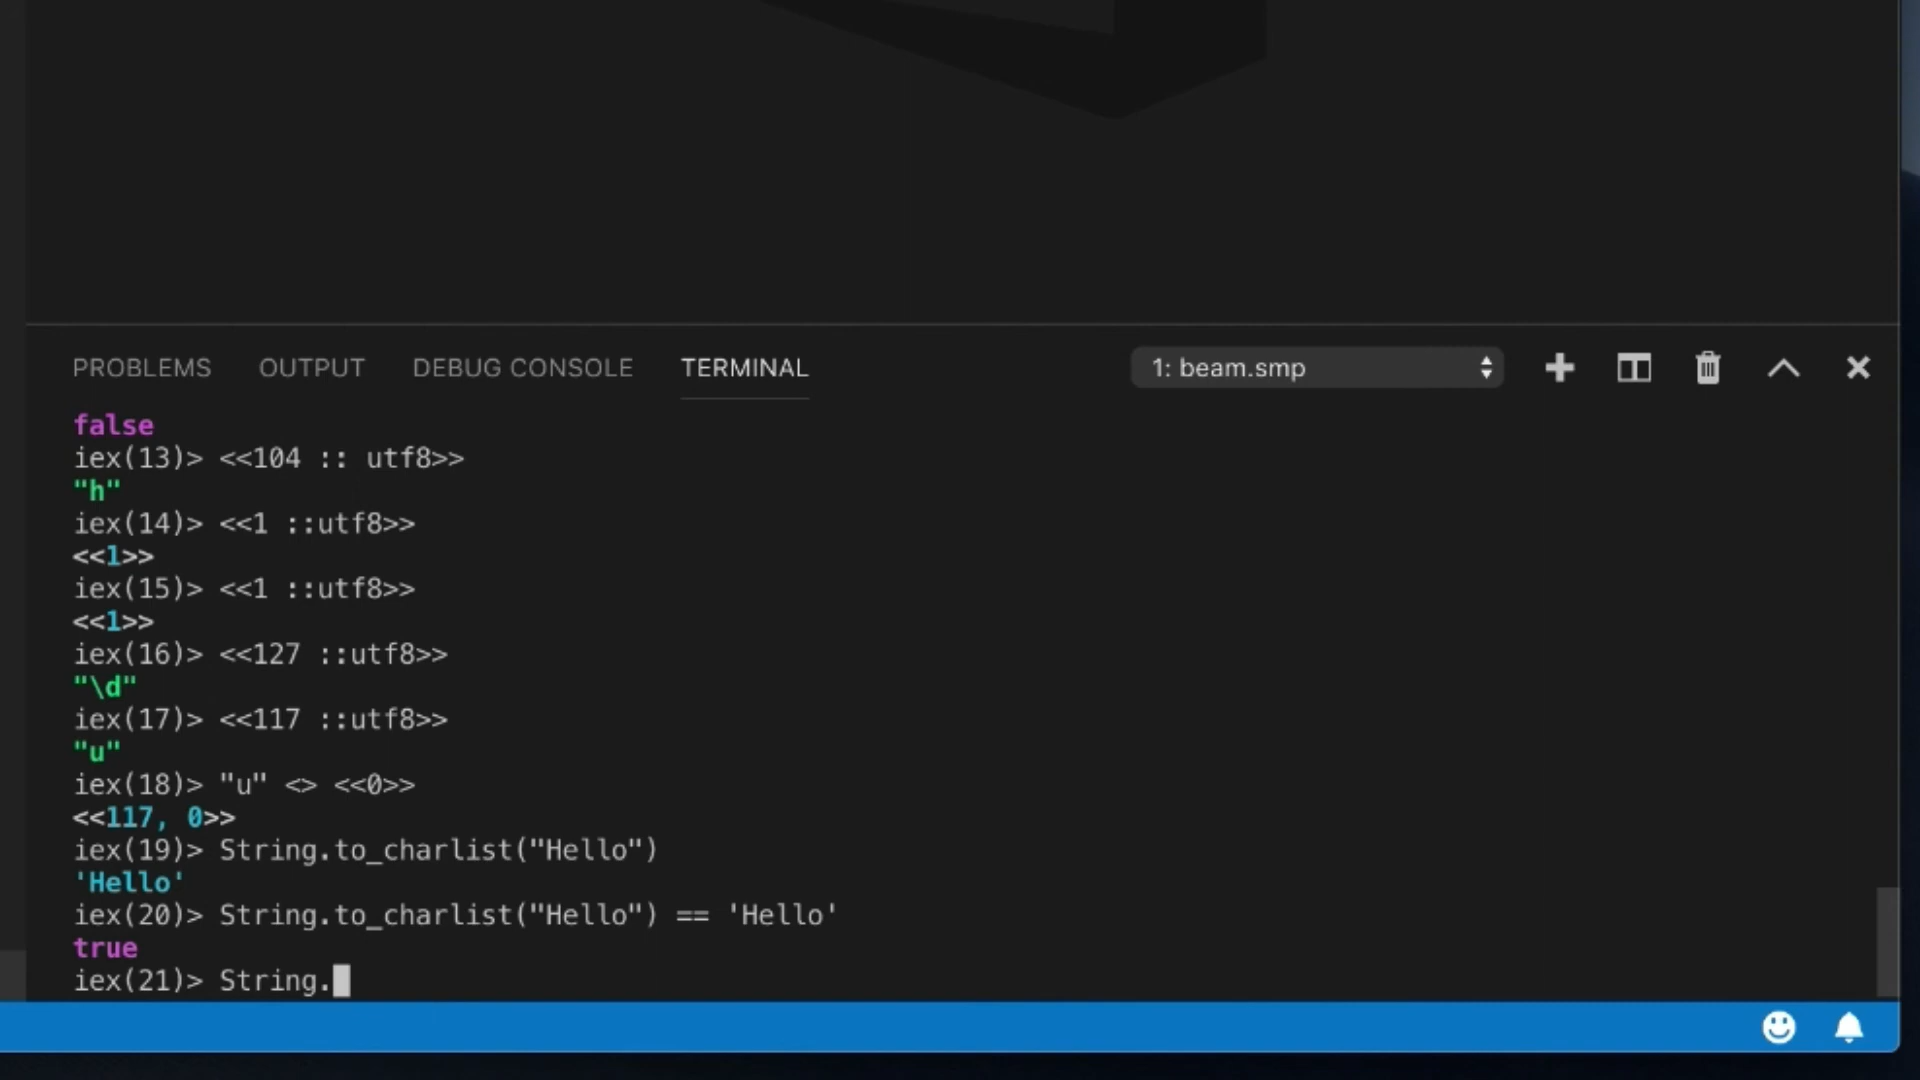 PROBLEMS OUTPUT DEBUG CONSOLE TERMINAL 1: beam.smp
false
iex(13)> <<104 :: utf8>>
"h"
iex(14)> <<1 ::utf8>>
<<1>>
iex(15)> <<1 ::utf8>>
<<1>>
iex(16)> <<127 ::utf8>>
"\d"
iex(17)> <<117 ::utf8>>
"u"
iex(18)> "u" <> <<0>>
<<117, 0>>
iex(19)> String.to_charlist("Hello")
'Hello'
iex(20)> String.to_charlist("Hello") == 'Hello'
true
iex(21)> String.